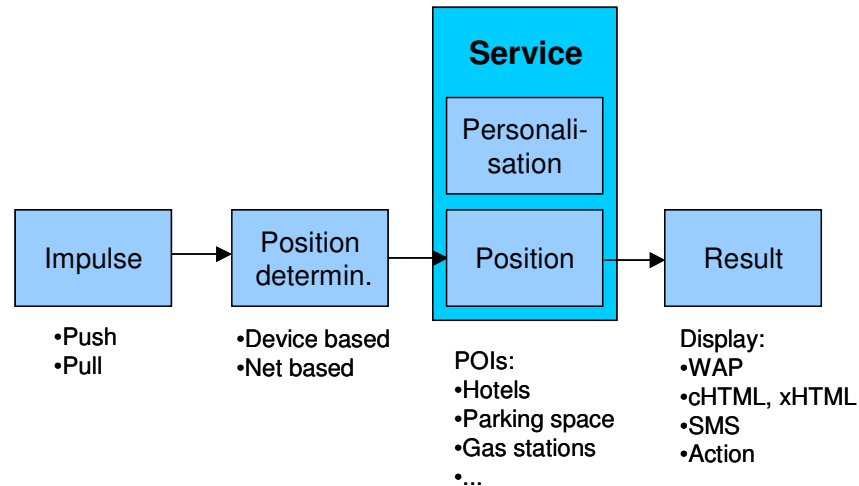 Service
Personali-
sation
Impulse
Position
determin.
Position
Result
•Push
•Pull
•Device based
•Net based
POIs:
•Hotels
•Parking space
•Gas stations
•...
Display:
•WAP
•cHTML, xHTML
•SMS
•Action